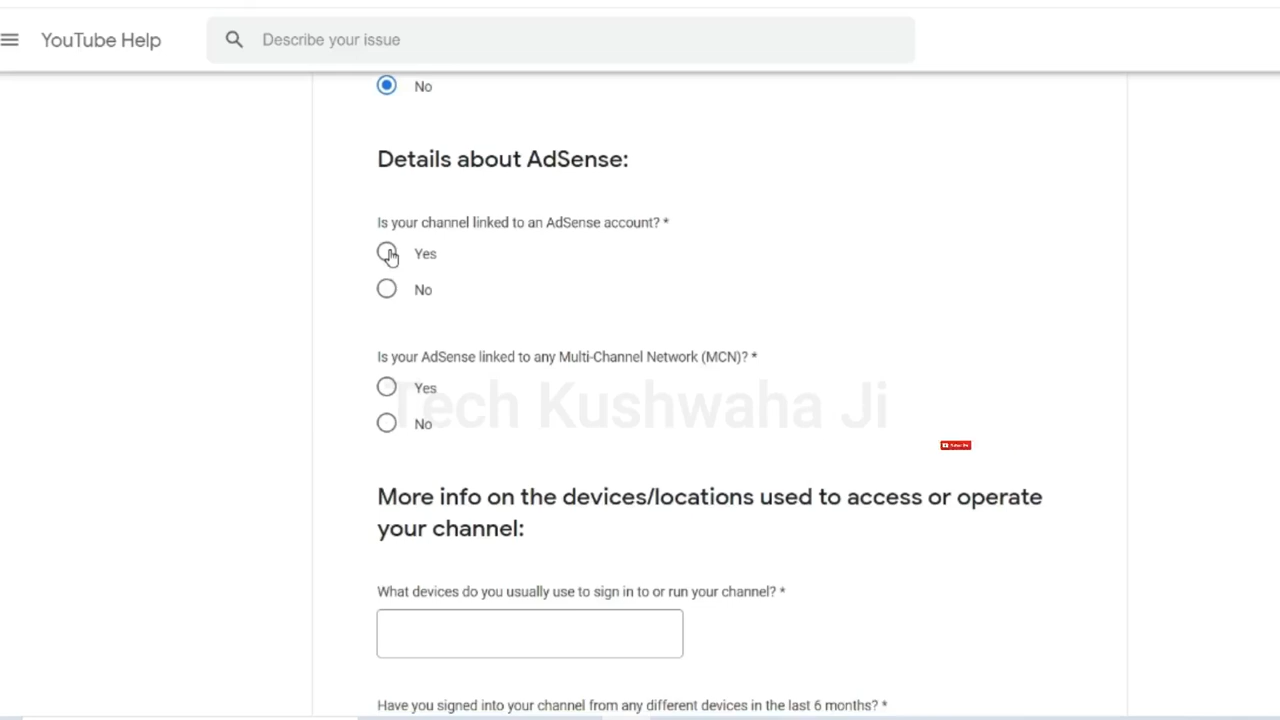 YouTube Help
Describe your issue
No
Details about AdSense:
Is your channel linked to an AdSense account? *
Yes
No
Is your AdSense linked to any Multi-Channel Network (MCN)? *
Yes
Tech Kushwaha Ji
No
More info on the devices/locations used to access or operate
your channel:
What devices do you usually use to sign in to or run your channel? *
Have you signed into your channel from any different devices in the last 6 months? *